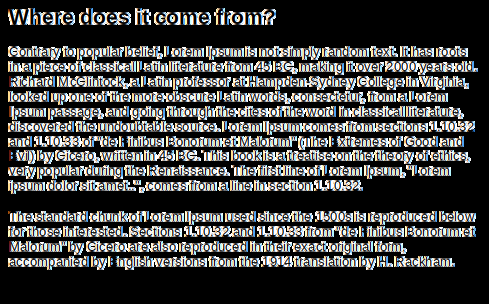 Where does it come from?
Contrary to popular belief, Lorem Ipsum is not simply random text. It has roots
in a piece of classical Latin literature from 45 BC, making it over 2000 years old.
Richard McClintock, a Latin professor at Hampden-Sydney College in Virginia,
looked up one of the more obscure Latin words, consectetur, from a Lorem
Ipsum passage, and going through the cites of the word in classical literature,
discovered the undoubtable source. Lorem Ipsum comes from sections 1.10.32
and 1.10.33 of "de Finibus Bonorum et Malorum" (The Extremes of Good and
Evil) by Cicero, written in 45 BC. This book is a treatise on the theory of ethics,
very popular during the Renaissance. The first line of Lorem Ipsum, "Lorem
ipsum dolor sit amet..", comes from a line in section 1.10.32.
The standard chunk of Lorem Ipsum used since the 1500s is reproduced below
for those interested. Sections 1.10.32 and 1.10.33 from "de Finibus Bonorum et
Malorum" by Cicero are also reproduced in their exact original form,
accompanied by English versions from the 1914 translation by H. Rackham.